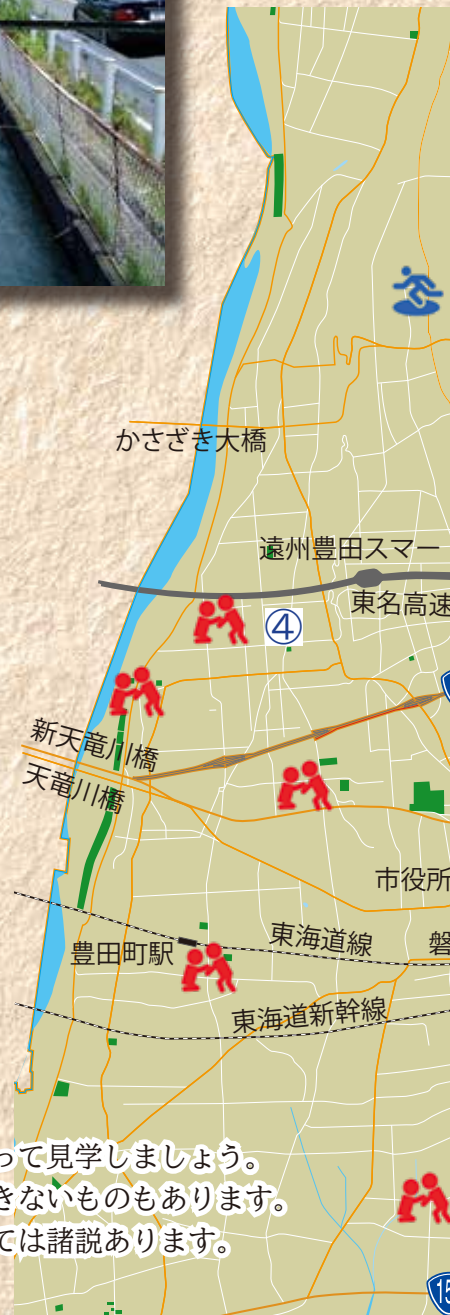 かさざき大橋
遠州豊田スマー
東名高速
④
新天竜川橋
天竜川橋
市役所
豊田町駅
東海道線
磐
東海道新幹線
って見学しましょう。
きないものもあります。
ては諸説あります。
15